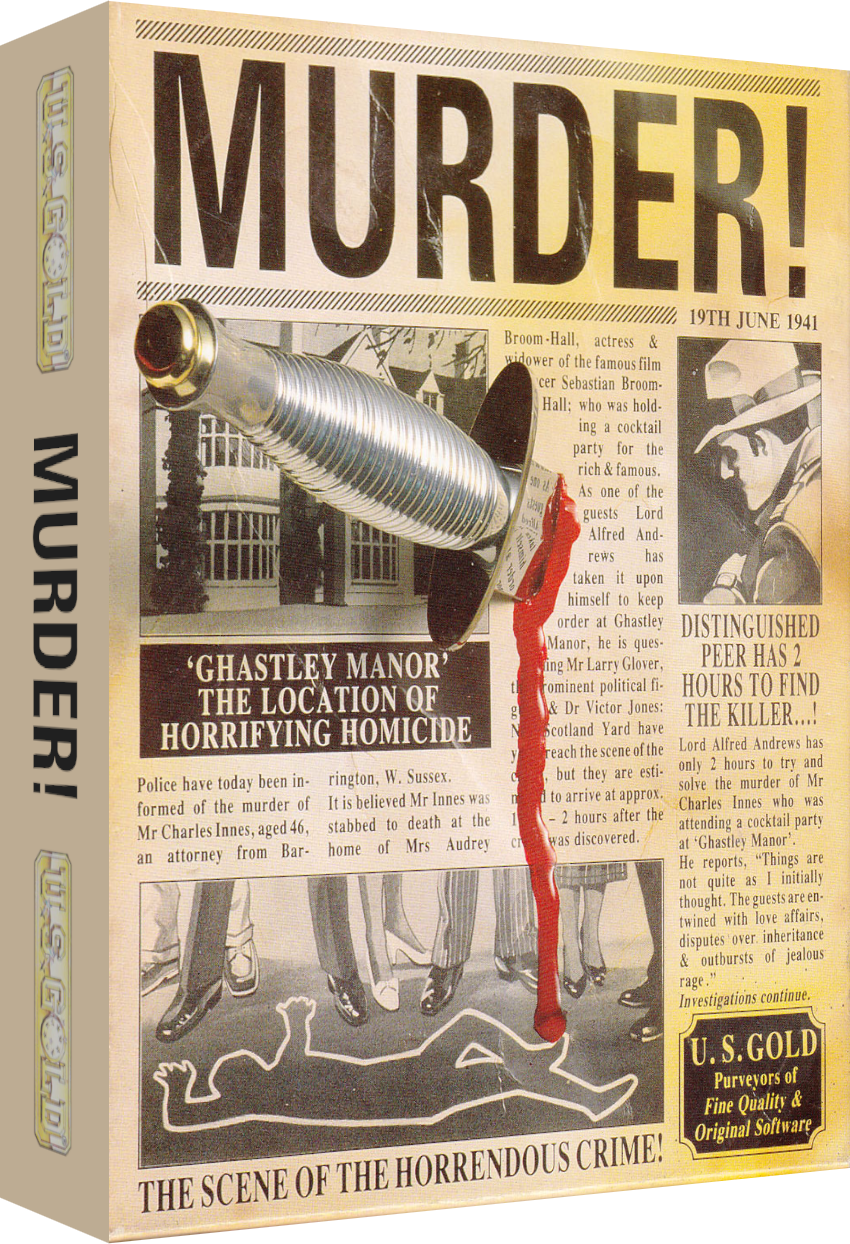 U.S.GOLD
MURDER!
U.S.GOLD
MURDER!
19TH JUNE 1941
'GHASTLEY MANOR'
THE LOCATION OF
HORRIFYING HOMICIDE
Police have today been in-
formed of the murder of
Mr Charles Innes, aged 46,
an attorney from Bar-
rington, W. Sussex.
It is believed Mr Innes was
stabbed to death at the
home of Mrs Audrey
Broom-Hall, actress &
widower of the famous film
cer Sebastian Broom-
Hall; who was hold-
ing a cocktail
party for the
rich & famous.
As one of the
guests Lord
Alfred And-
rews has
taken it upon
himself to keep
order at Ghastley
Manor, he is ques-
ing Mr Larry Glover,
rominent political fi-
& Dr Victor Jones:
Scotland Yard have
reach the scene of the
, but they are esti-
to arrive at approx.
– 2 hours after the
was discovered.
DISTINGUISHED
PEER HAS 2
HOURS TO FIND
THE KILLER...!
Lord Alfred Andrews has
only 2 hours to try and
solve the murder of Mr
Charles Innes who was
attending a cocktail party
at 'Ghastley Manor'.
He reports, "Things are
not quite as I initially
thought. The guests are en-
twined with love affairs,
disputes over inheritance
& outbursts of jealous
rage."
Investigations continue.
THE SCENE OF THE HORRENDOUS CRIME!
U.S.GOLD
Purveyors of
Fine Quality &
Original Software